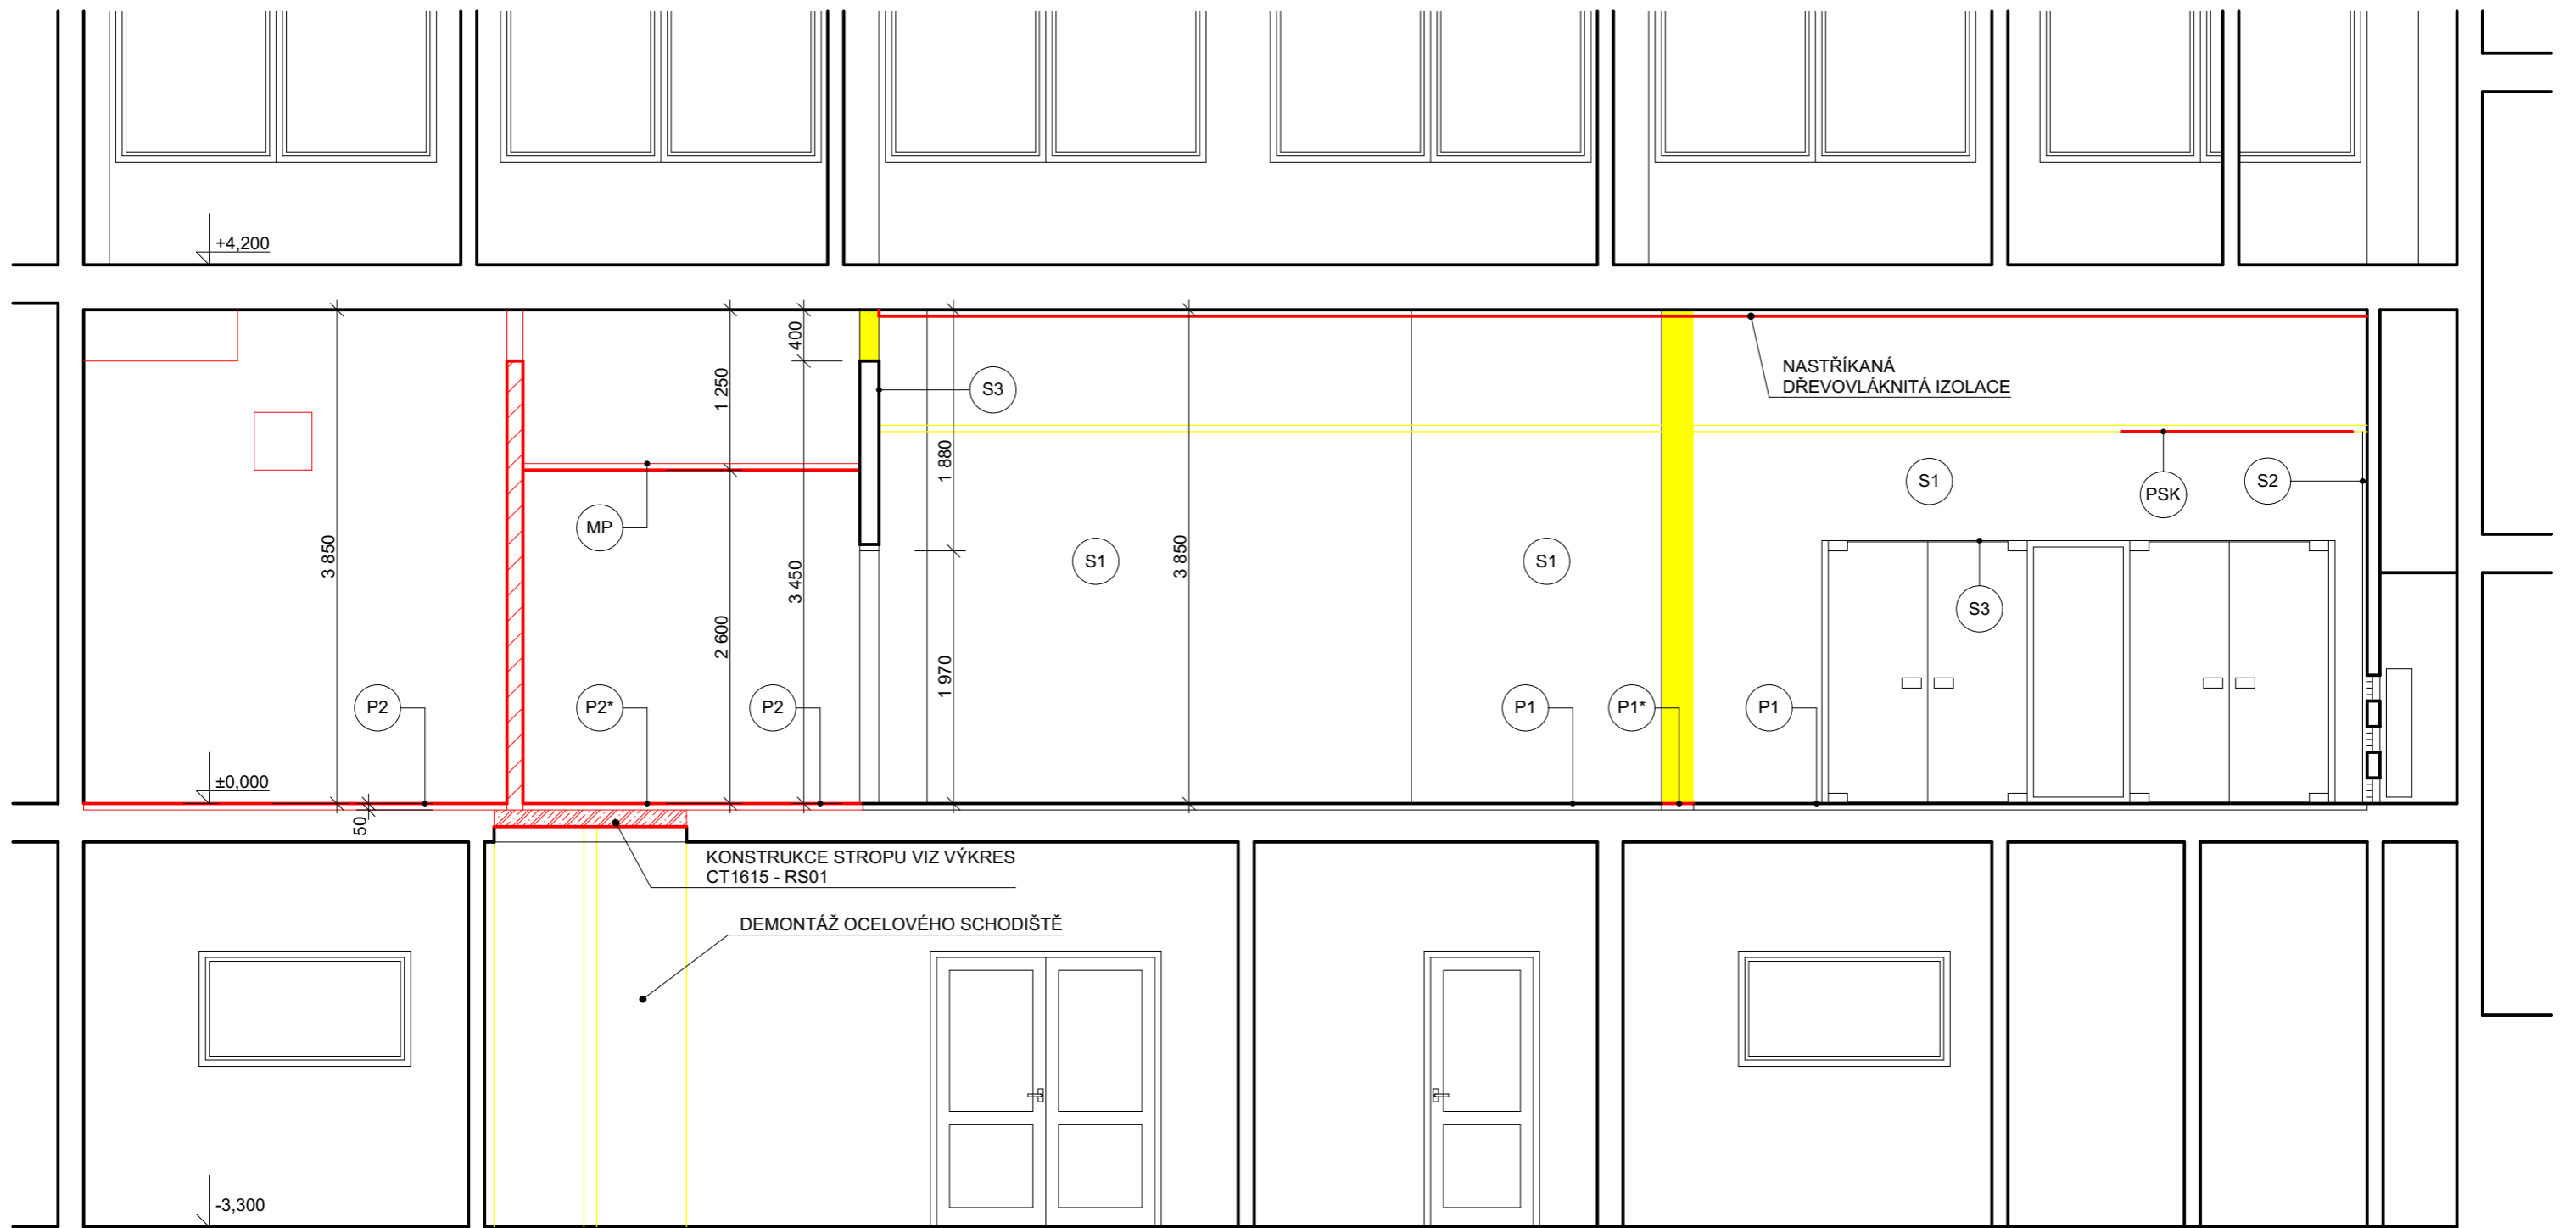 +4,200
400
1 250
NASTŘÍKANÁ
DŘEVOVLÁKNITÁ IZOLACE
S3
1 880
S1
PSK
S2
MP
3 850
3 450
S1
3 850
S1
S3
2 600
1 970
P2
P2*
P2
P1
P1*
P1
±0,000
50
KONSTRUKCE STROPU VIZ VÝKRES
CT1615 - RS01
DEMONTÁŽ OCELOVÉHO SCHODIŠTĚ
-3,300